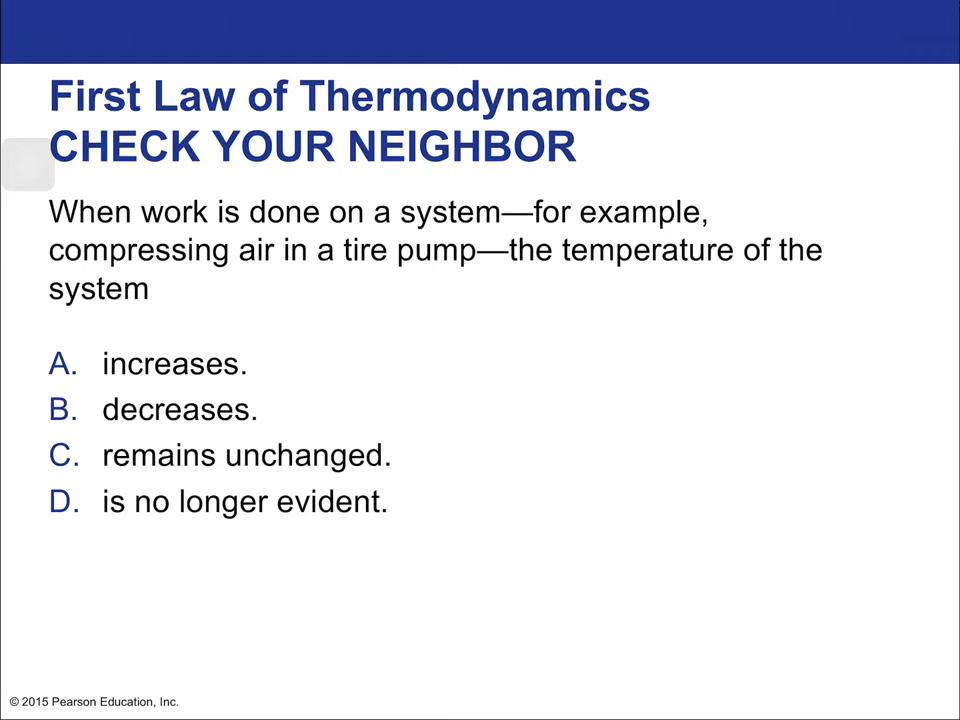 First Law of Thermodynamics
CHECK YOUR NEIGHBOR
When work is done on a system—for example,
compressing air in a tire pump—the temperature of the
system
A. increases.
B. decreases.
C. remains unchanged.
D. is no longer evident.
© 2015 Pearson Education, Inc.